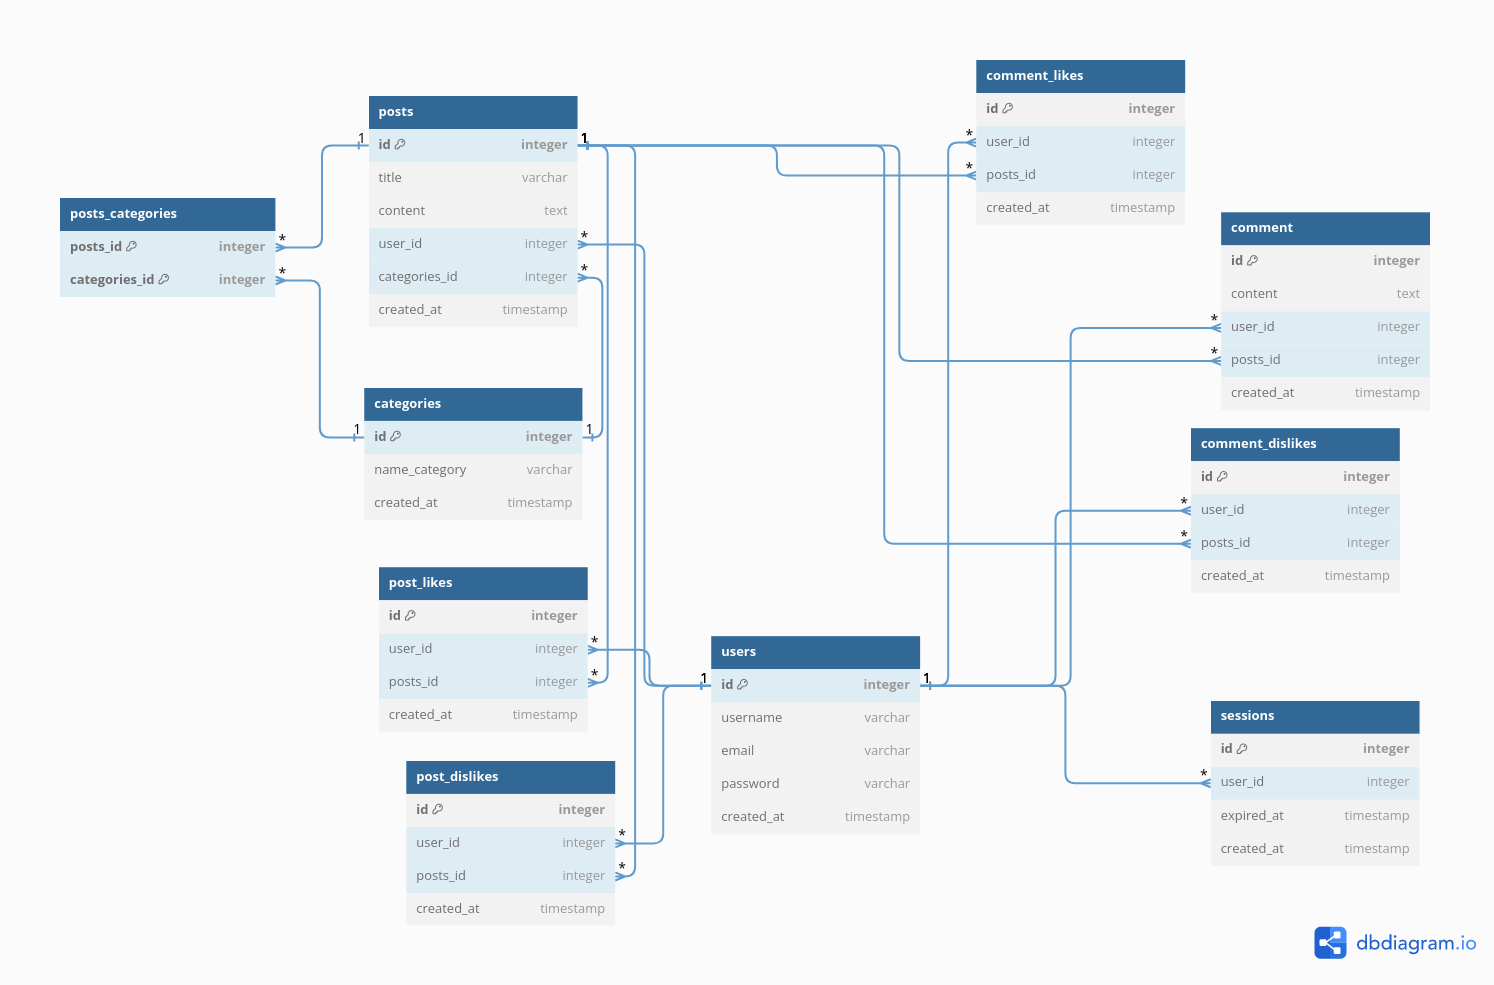 posts_categories
posts_id integer
categories_id integer
*
*
posts
id integer
title varchar
content text
user_id integer
categories_id integer
created_at timestamp
1
1
*
*
categories
id integer
name_category varchar
created_at timestamp
1
1
post_likes
id integer
user_id integer
posts_id integer
created_at timestamp
*
*
post_dislikes
id integer
user_id integer
posts_id integer
created_at timestamp
*
*
users
id integer
username varchar
email varchar
password varchar
created_at timestamp
1
1
comment_likes
id integer
user_id integer
posts_id integer
created_at timestamp
*
*
comment
id integer
content text
user_id integer
posts_id integer
created_at timestamp
*
*
comment_dislikes
id integer
user_id integer
posts_id integer
created_at timestamp
*
*
sessions
id integer
user_id integer
expired_at timestamp
created_at timestamp
*
dbdiagram.io